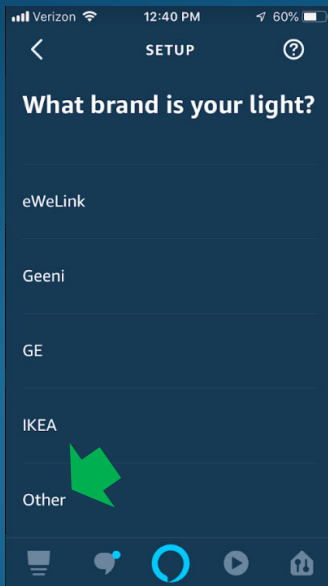 Verizon 12:40 PM 60%
SETUP
What brand is your light?
eWeLink
Geeni
GE
IKEA
Other